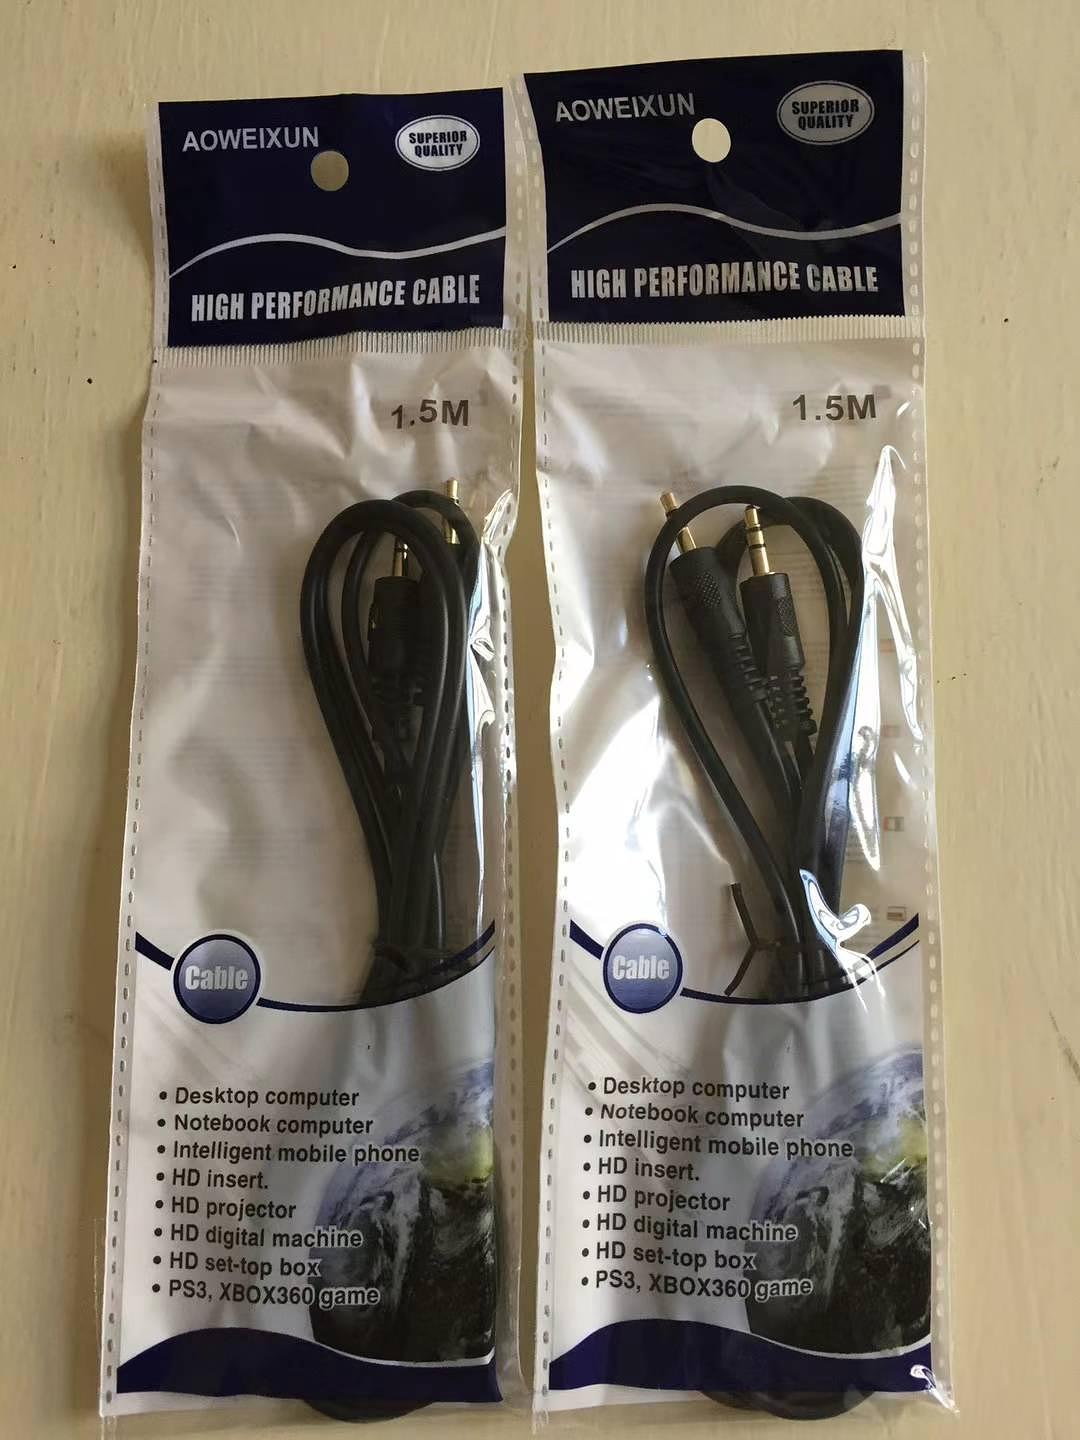 AOWEIXUN
SUPERIOR
QUALITY
HIGH PERFORMANCE CABLE
1.5M
Cable
• Desktop computer
• Notebook computer
• Intelligent mobile phone
• HD insert.
• HD projector
• HD digital machine
• HD set-top box
• PS3, XBOX360 game
AOWEIXUN
SUPERIOR
QUALITY
HIGH PERFORMANCE CABLE
1.5M
Cable
• Desktop computer
• Notebook computer
• Intelligent mobile phone
• HD insert.
• HD projector
• HD digital machine
• HD set-top box
• PS3, XBOX360 game